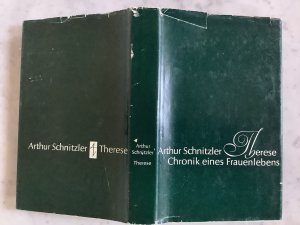 Arthur Schnitzler Therese
Arthur
Schnitzler
Therese
Arthur Schnitzler Therese
Chronik eines Frauenlebens